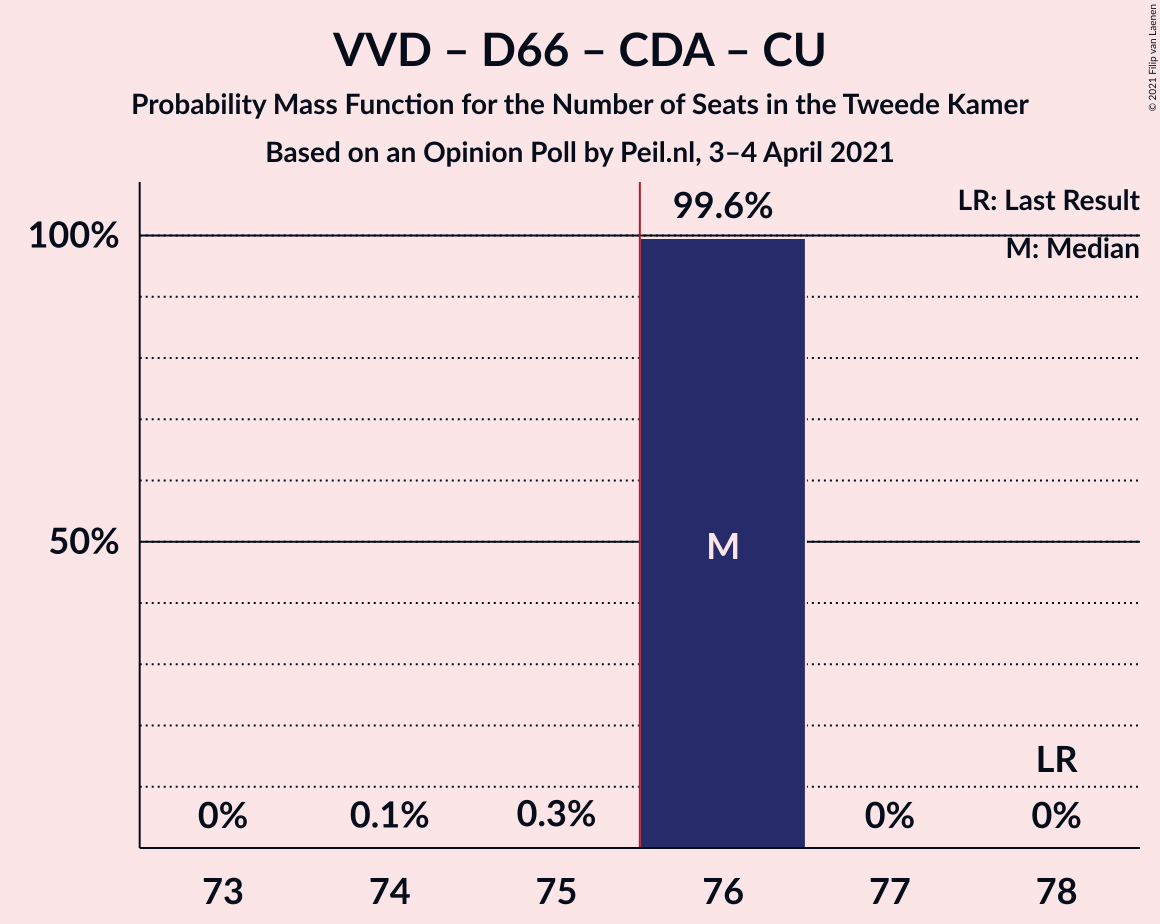 VVD – D66 – CDA – CU
Probability Mass Function for the Number of Seats in the Tweede Kamer
Based on an Opinion Poll by Peil.nl, 3–4 April 2021
© 2021 Filip van Laenen
LR: Last Result
M: Median
100%
50%
99.6%
M
LR
0%
0.1%
0.3%
0%
0%
73
74
75
76
77
78